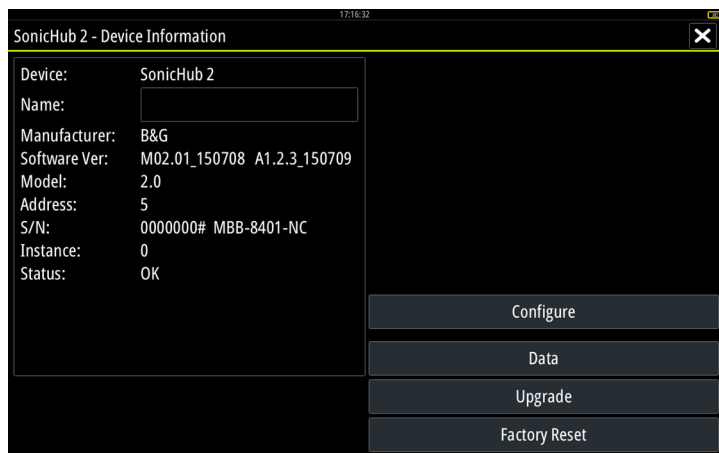 17:16:32
SonicHub 2 - Device Information
Device: SonicHub 2
Name:
Manufacturer: B&G
Software Ver: M02.01_150708 A1.2.3_150709
Model: 2.0
Address: 5
S/N: 0000000# MBB-8401-NC
Instance: 0
Status: OK
Configure
Data
Upgrade
Factory Reset